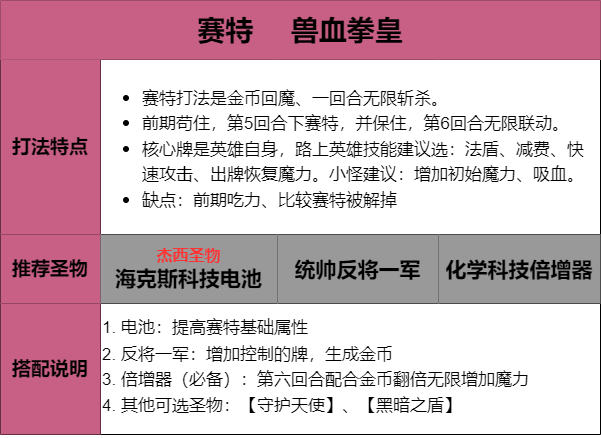 赛特 兽血拳皇
打法特点
• 赛特打法是金币回魔、一回合无限斩杀。
• 前期苟住，第5回合下赛特，并保住，第6回合无限联动。
• 核心牌是英雄自身，路上英雄技能建议选：法盾、减费、快
速攻击、出牌恢复魔力。小怪建议：增加初始魔力、吸血。
• 缺点：前期吃力、比较赛特被解掉
推荐圣物
杰西圣物
海克斯科技电池
统帅反将一军
化学科技倍增器
搭配说明
1. 电池：提高赛特基础属性
2. 反将一军：增加控制的牌，生成金币
3. 倍增器（必备）：第六回合配合金币翻倍无限增加魔力
4. 其他可选圣物：【守护天使】、【黑暗之盾】